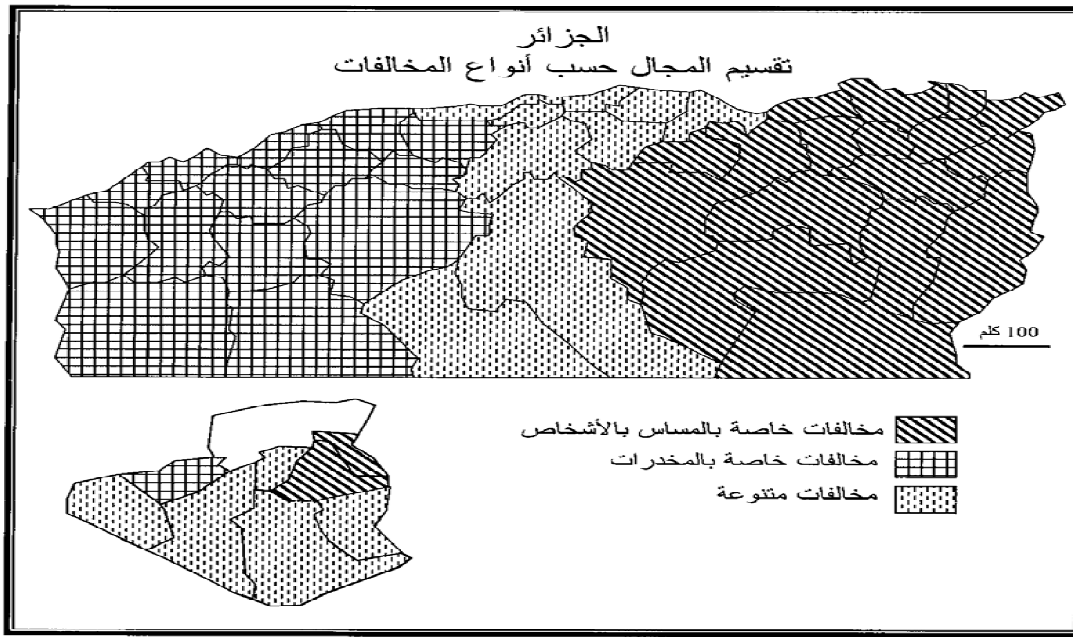 الجزائر
تقسيم المجال حسب أنواع المخالفات
100 كلم
مخالفات خاصة بالمساس بالأشخاص
مخالفات خاصة بالمخدرات
مخالفات متنوعة